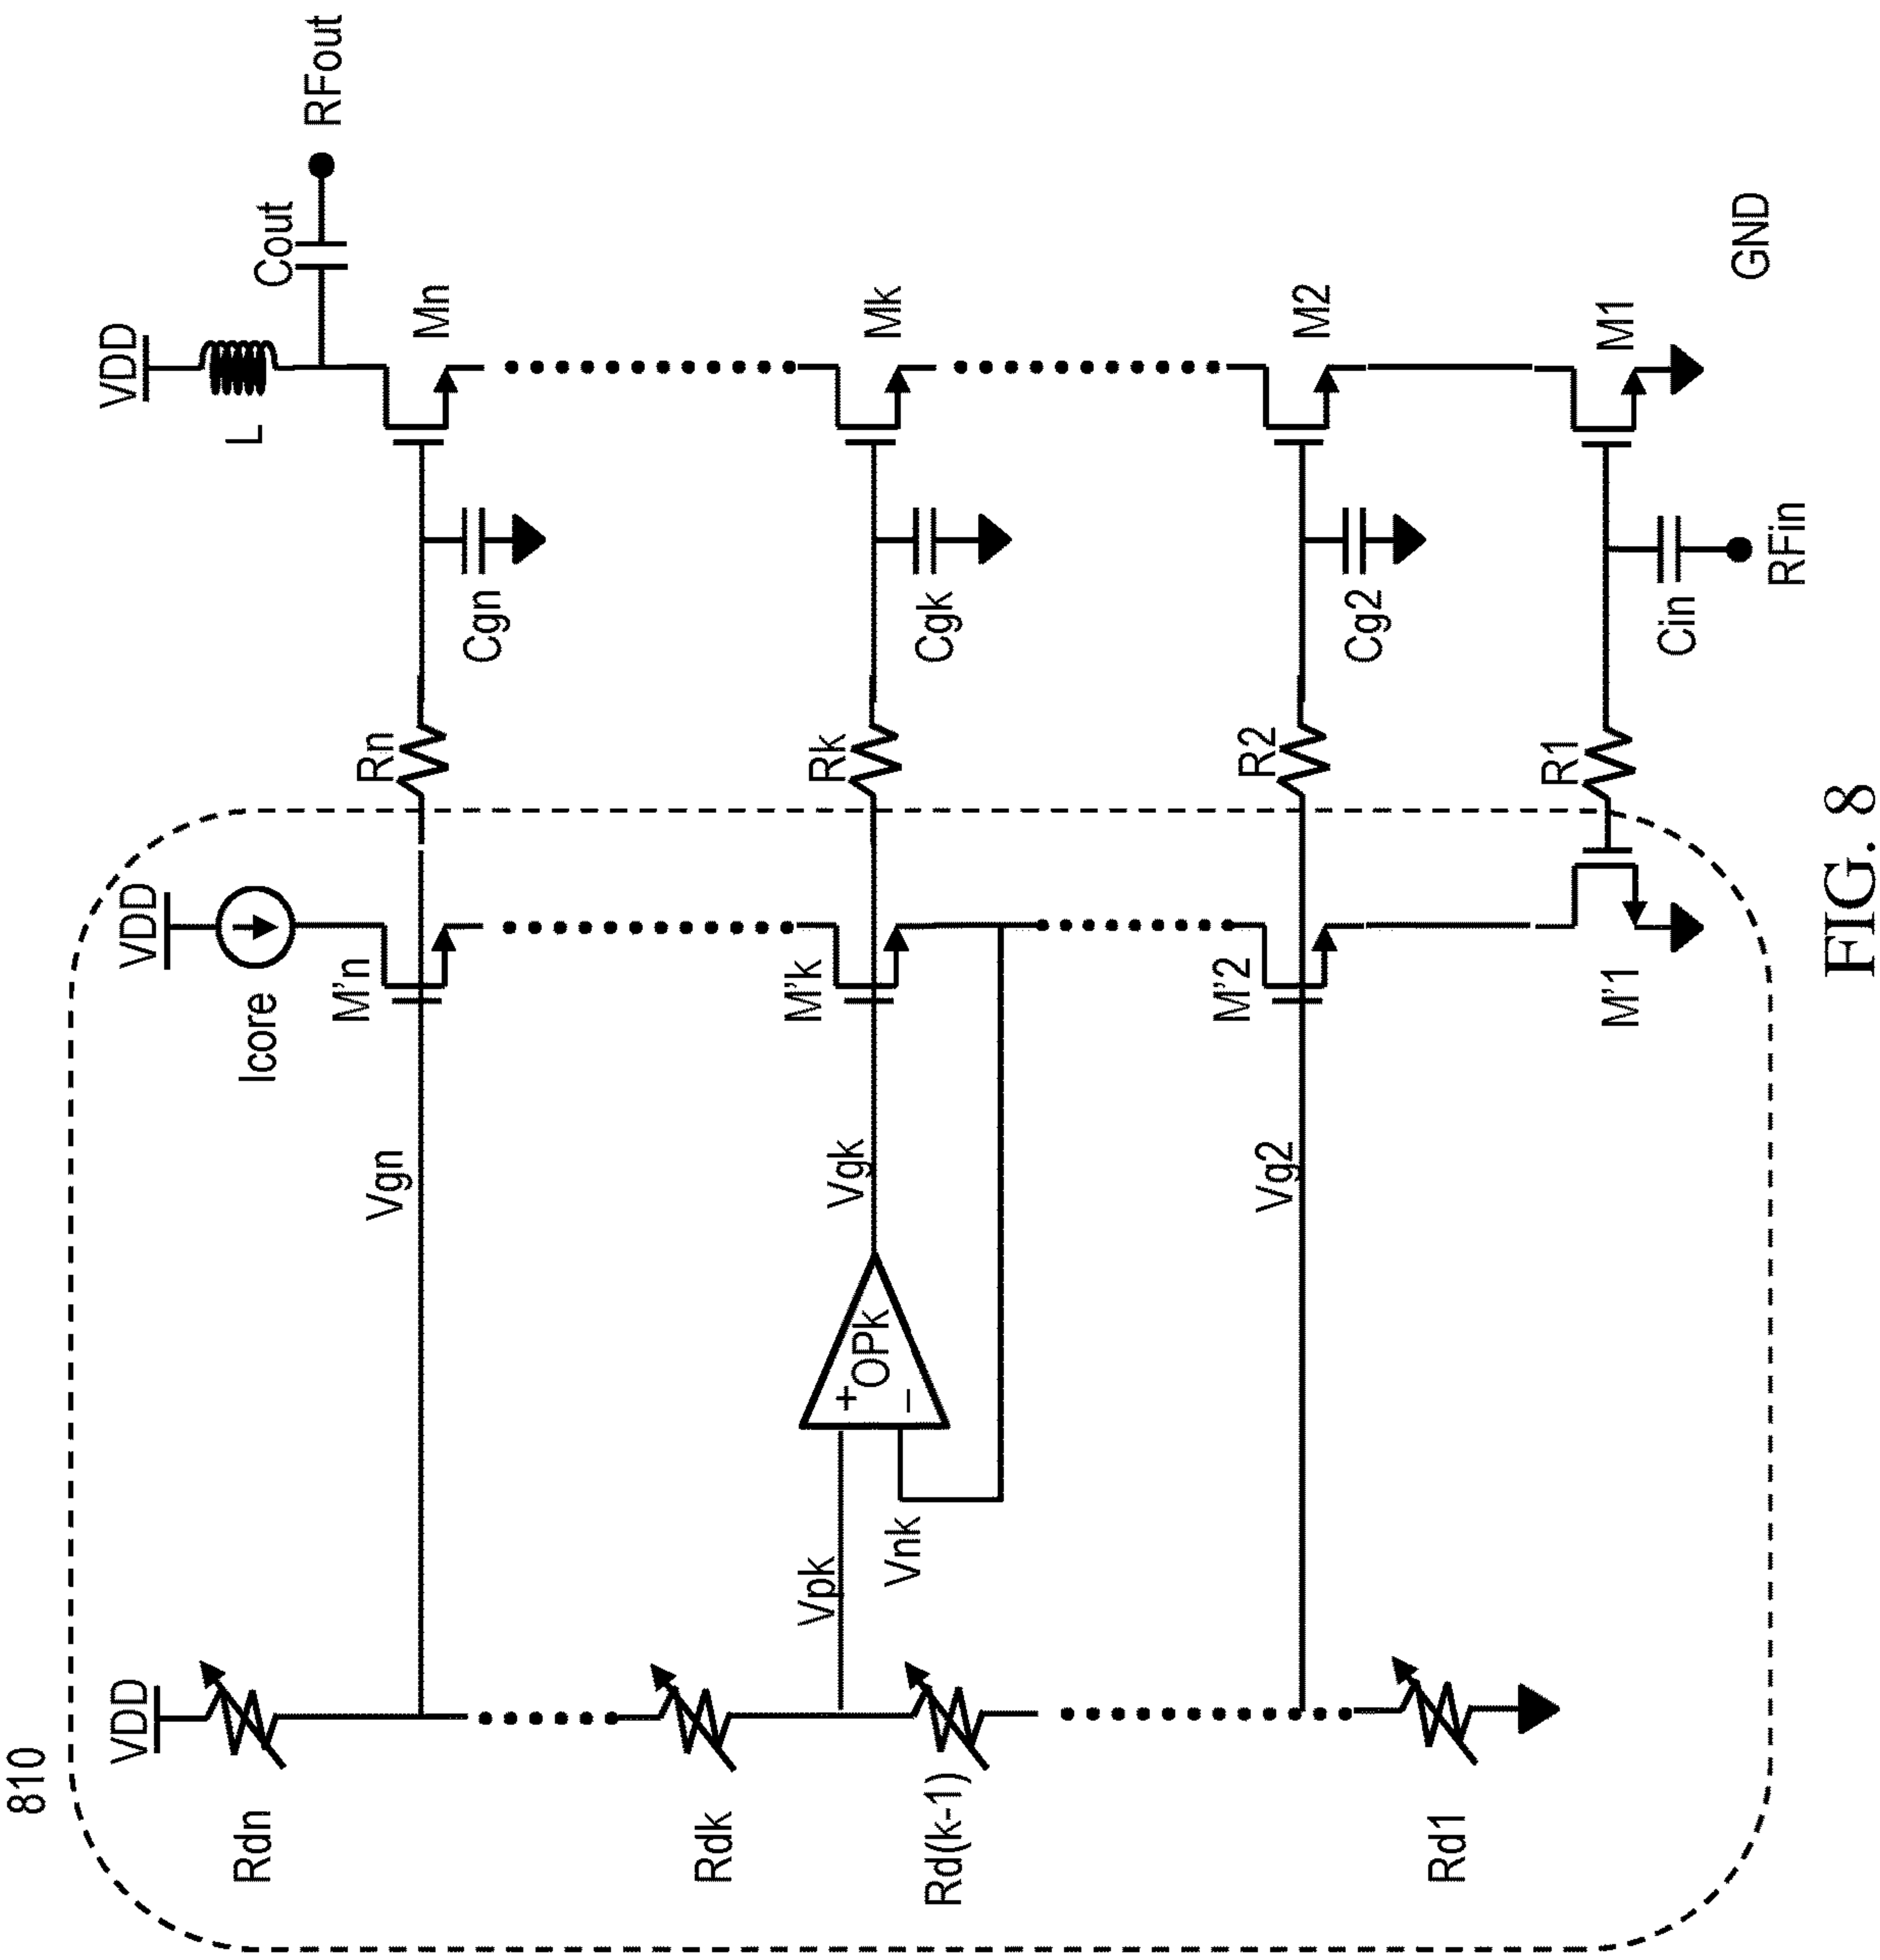 810
VDD
Rdn
Rdk
Rd(k-1)
Rd1
Vgn
Vpk
Vnk
+
OPk
−
Vgk
Vg2
VDD
Icore
M'n
M'k
M'2
M'1
Rn
Rk
R2
R1
Cgn
Cgk
Cg2
Cin
RFin
VDD
L
Cout
RFout
Mn
Mk
M2
M1
GND
FIG. 8